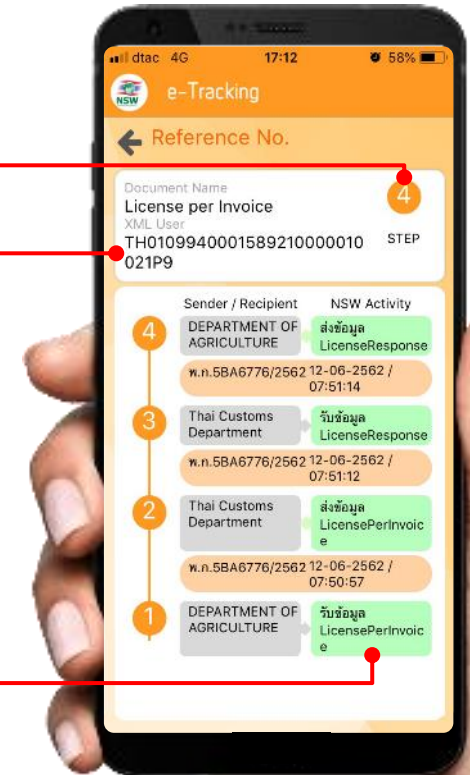 dtac 4G 17:12 58%
NSW
e-Tracking
Reference No.
Document Name
License per Invoice
XML User
TH0109940001589210000010
021P9
4
STEP
Sender / Recipient NSW Activity
4
DEPARTMENT OF
AGRICULTURE
ส่งข้อมูล
LicenseResponse
พ.ก.5BA6776/2562 12-06-2562 /
07:51:14
3
Thai Customs
Department
รับข้อมูล
LicenseResponse
พ.ก.5BA6776/2562 12-06-2562 /
07:51:12
2
Thai Customs
Department
ส่งข้อมูล
LicensePerInvoic
e
พ.ก.5BA6776/2562 12-06-2562 /
07:50:57
1
DEPARTMENT OF
AGRICULTURE
รับข้อมูล
LicensePerInvoic
e